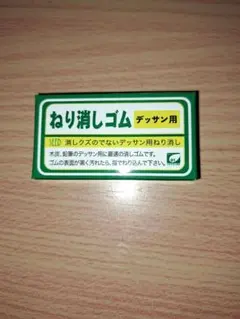 ねり消しゴム デッサン用
SEED 消しクズのでないデッサン用ねり消し
木炭、鉛筆のデッサン用に最適の消しゴムです。
ゴムの表面が黒く汚れたら、指でねり込んで下さい。